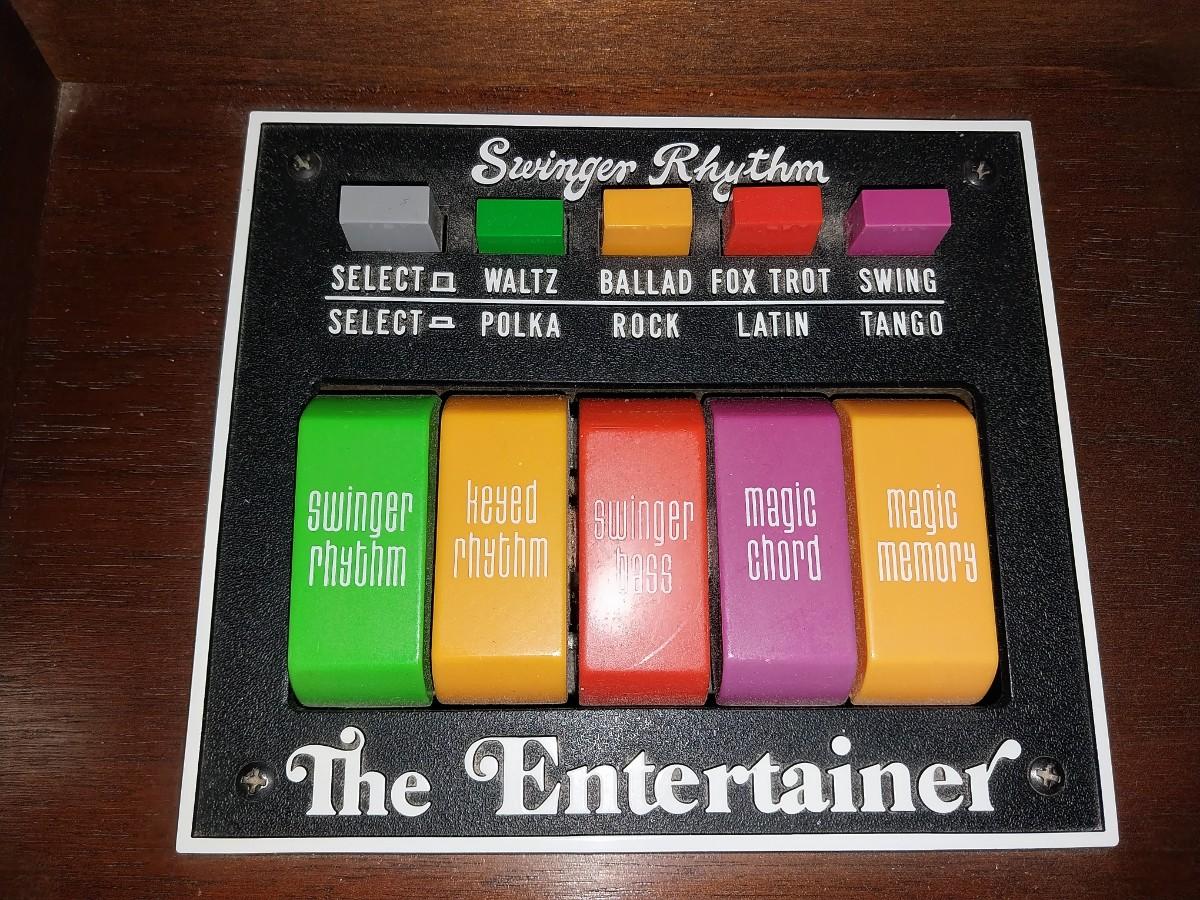 Swinger Rhythm
SELECT WALTZ BALLAD FOX TROT SWING
SELECT POLKA ROCK LATIN TANGO
swinger
rhythm
keyed
rhythm
swinger
bass
magic
chord
magic
memory
The Entertainer